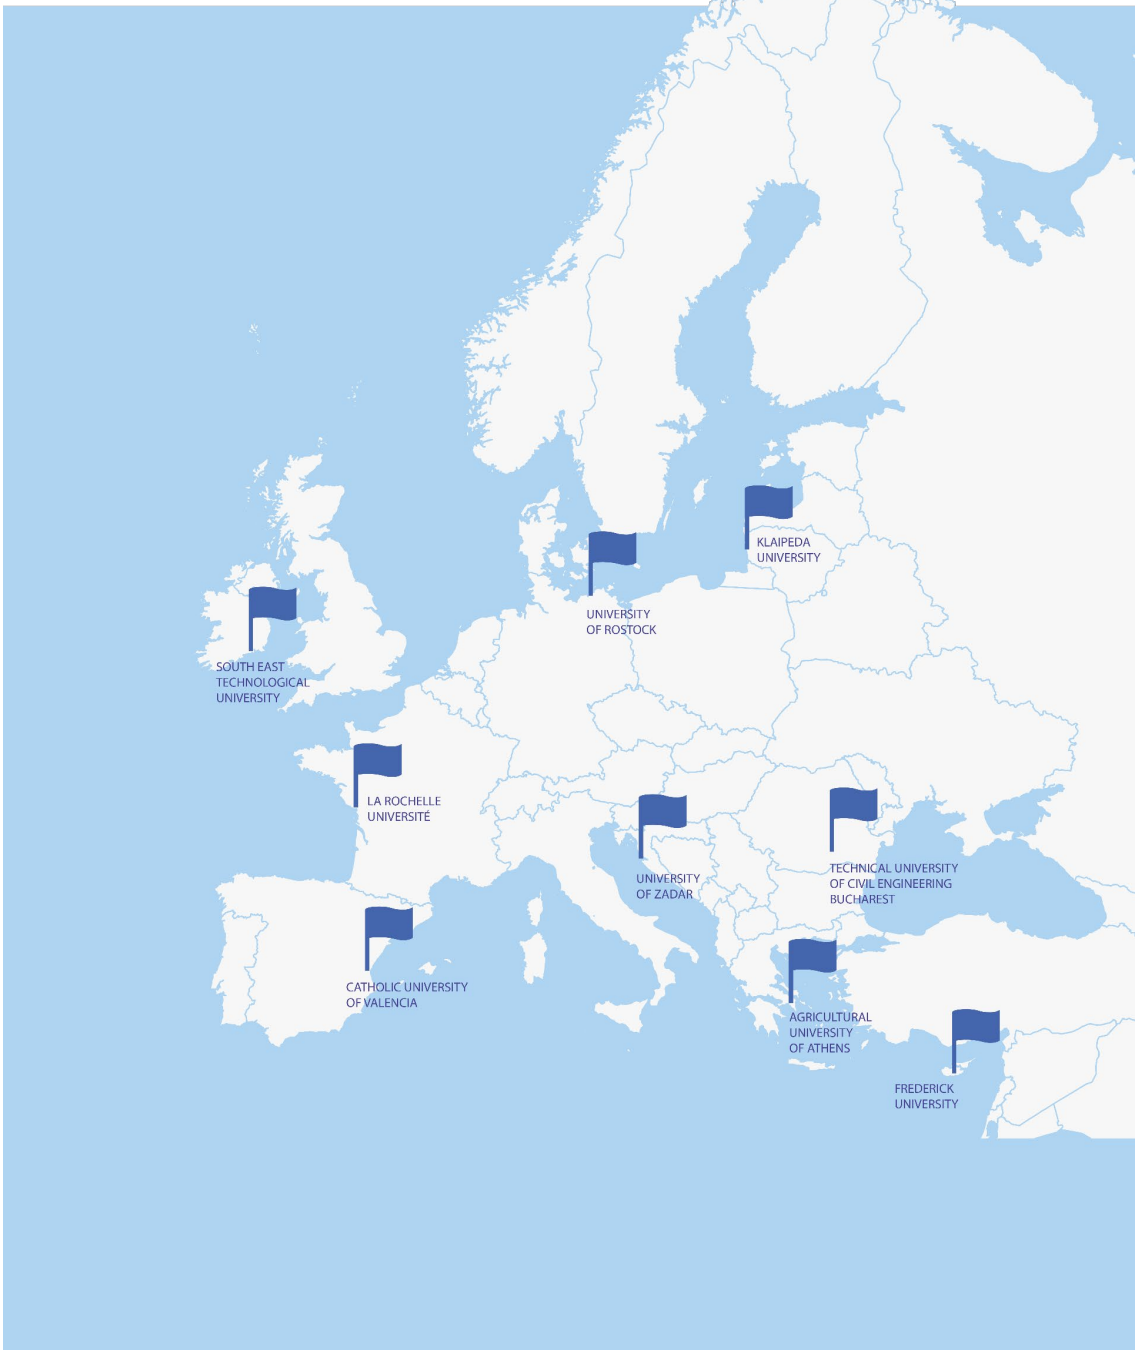 KLAIPEDA
UNIVERSITY
UNIVERSITY
OF ROSTOCK
SOUTH EAST
TECHNOLOGICAL
UNIVERSITY
LA ROCHELLE
UNIVERSITÉ
TECHNICAL UNIVERSITY
OF CIVIL ENGINEERING
BUCHAREST
UNIVERSITY
OF ZADAR
CATHOLIC UNIVERSITY
OF VALENCIA
AGRICULTURAL
UNIVERSITY
OF ATHENS
FREDERICK
UNIVERSITY